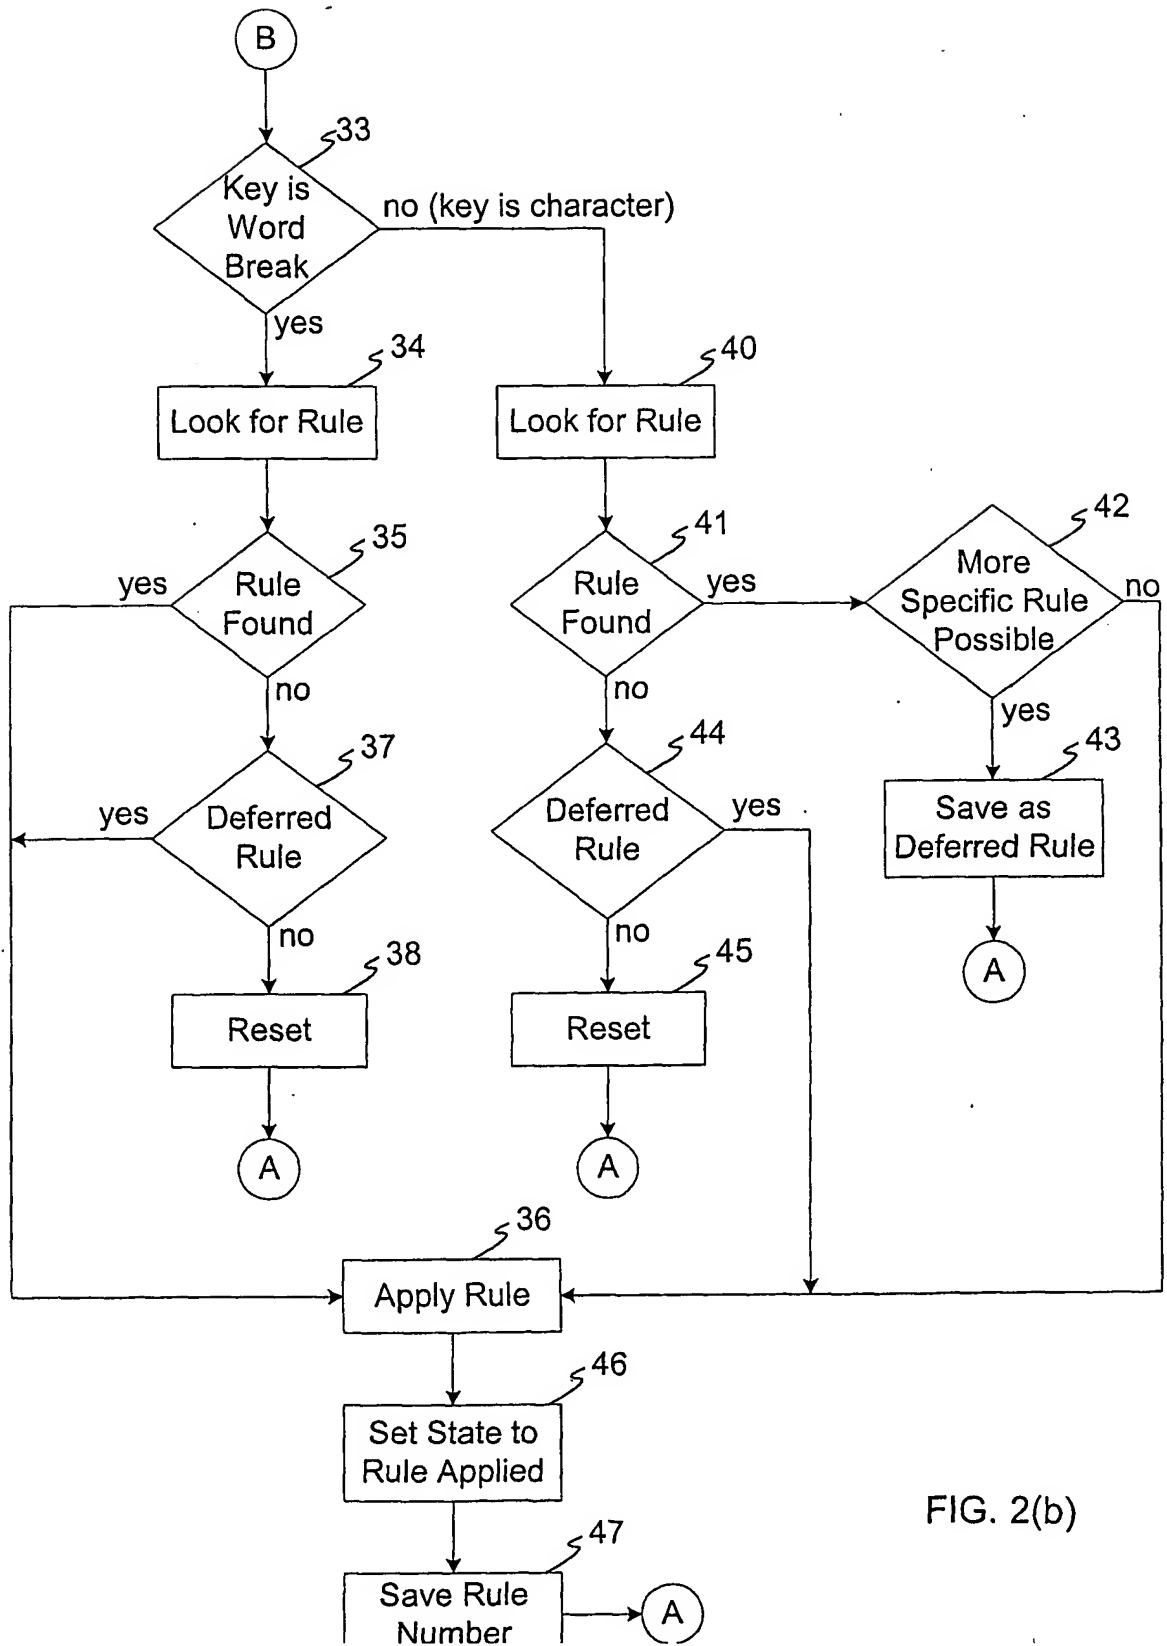 B
33
Key is
Word
Break
no (key is character)
yes
34
Look for Rule
40
Look for Rule
35
Rule
Found
yes
no
41
Rule
Found
yes
no
42
More
Specific Rule
Possible
no
yes
37
Deferred
Rule
yes
no
44
Deferred
Rule
yes
no
43
Save as
Deferred Rule
A
38
Reset
A
45
Reset
A
36
Apply Rule
46
Set State to
Rule Applied
47
Save Rule
Number
A
FIG. 2(b)